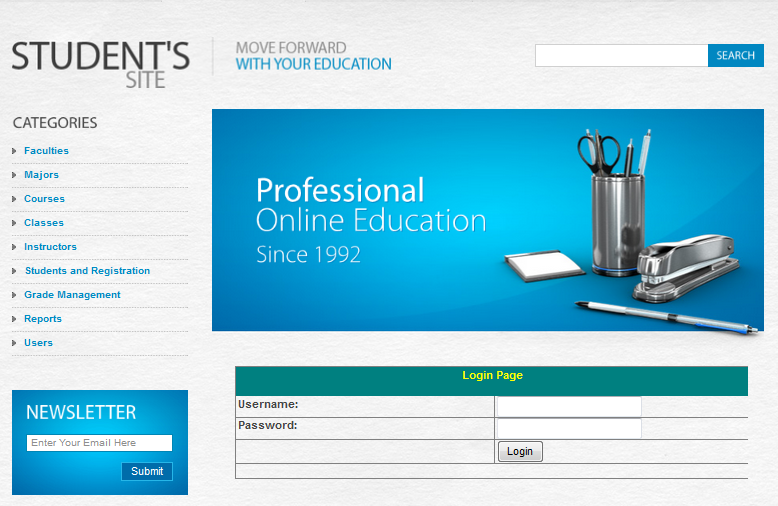 STUDENT'S
SITE
MOVE FORWARD
WITH YOUR EDUCATION
SEARCH
CATEGORIES
Faculties
Majors
Courses
Classes
Instructors
Students and Registration
Grade Management
Reports
Users
Professional
Online Education
Since 1992
NEWSLETTER
Enter Your Email Here
Submit
Login Page
Username:
Password:
Login